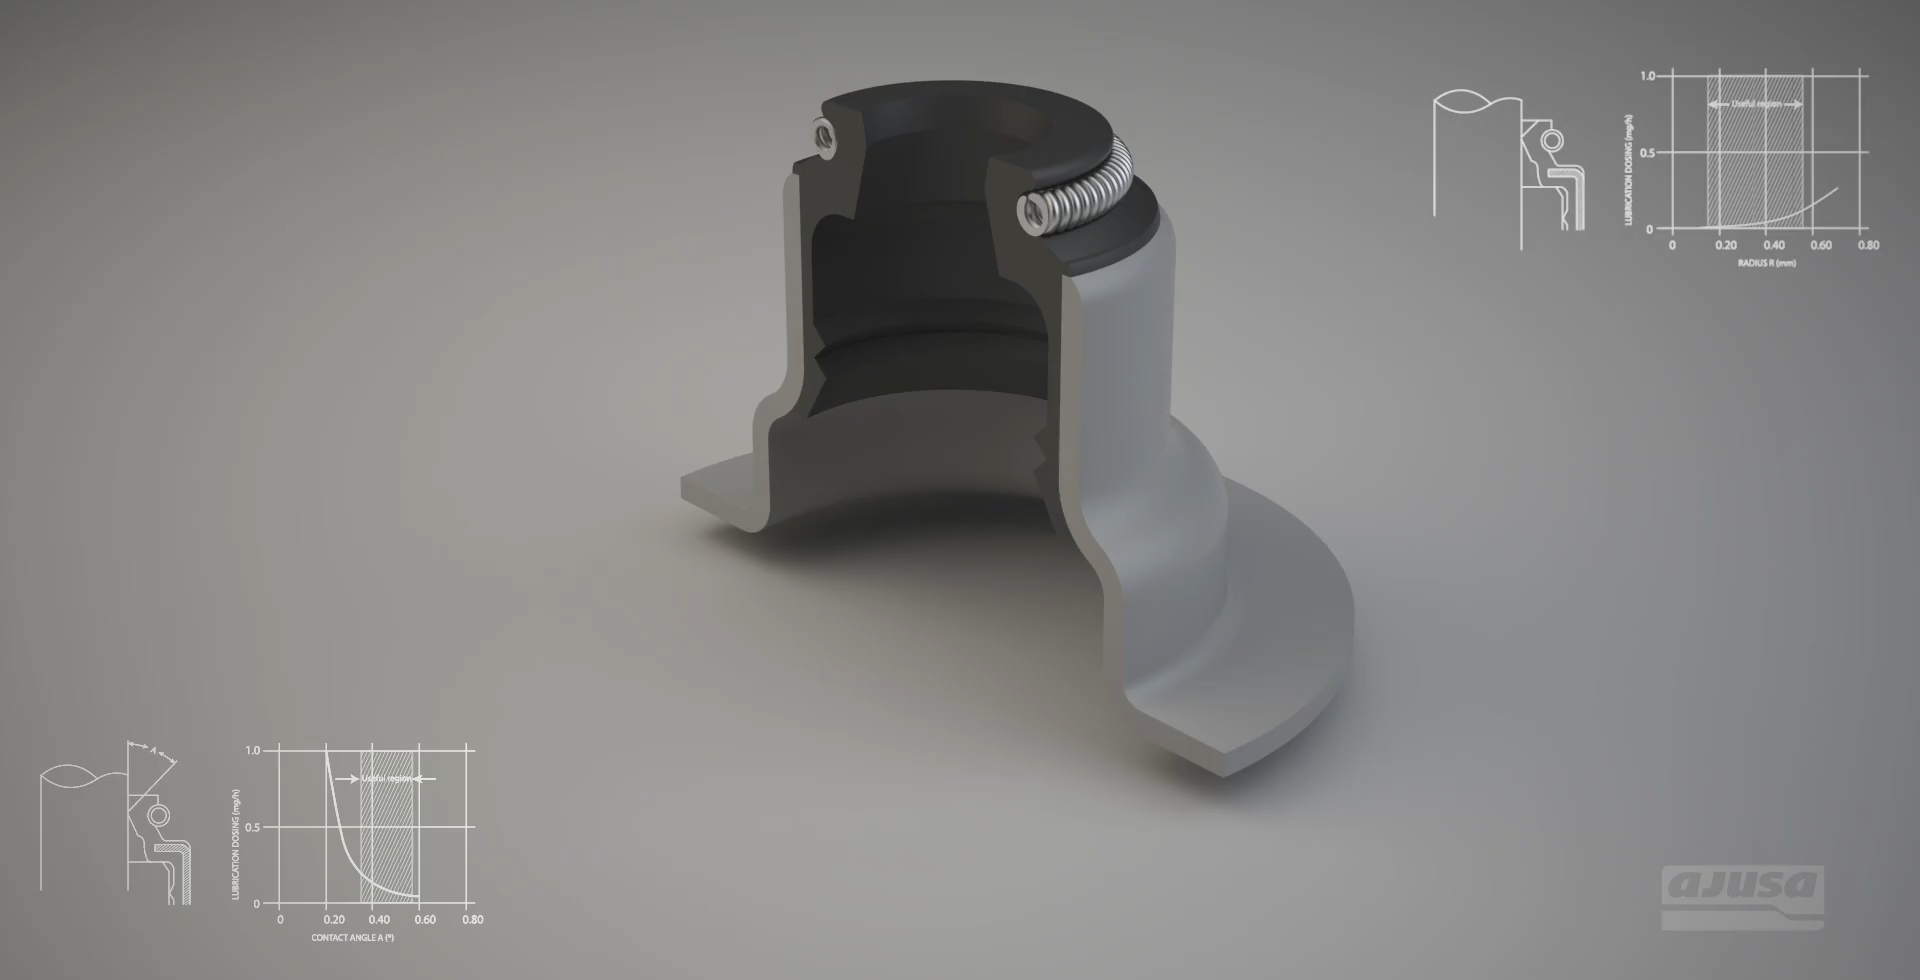 1.0
Useful region
0.5
0
0 0.20 0.40 0.60 0.80
LUBRICATION DOSING (mg/h)
RADIUS R (mm)
A
1.0
Useful region
0.5
0
0 0.20 0.40 0.60 0.80
LUBRICATION DOSING (mg/h)
CONTACT ANGLE A (º)
ajusa